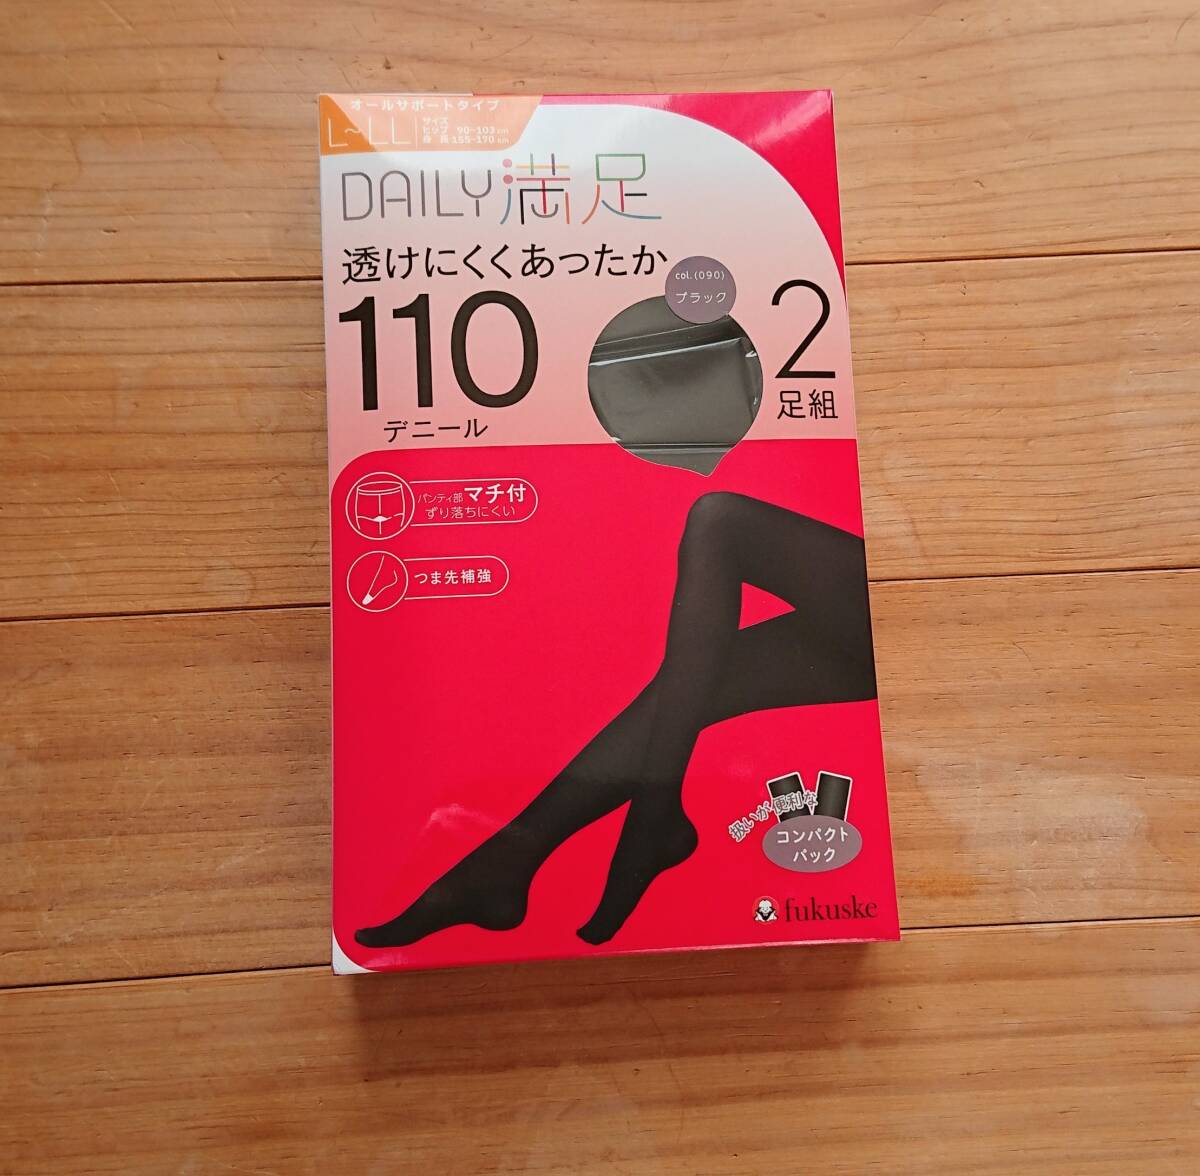 オールサポートタイプ
L~LL
サイズ
ヒップ 90~103cm
身長 155~170cm
DAILY満足
透けにくくあったか
col.(090)
ブラック
110
デニール
2
足組
パンティ部マチ付
ずり落ちにくい
つま先補強
扱いが便利な
コンパクト
パック
fukuske